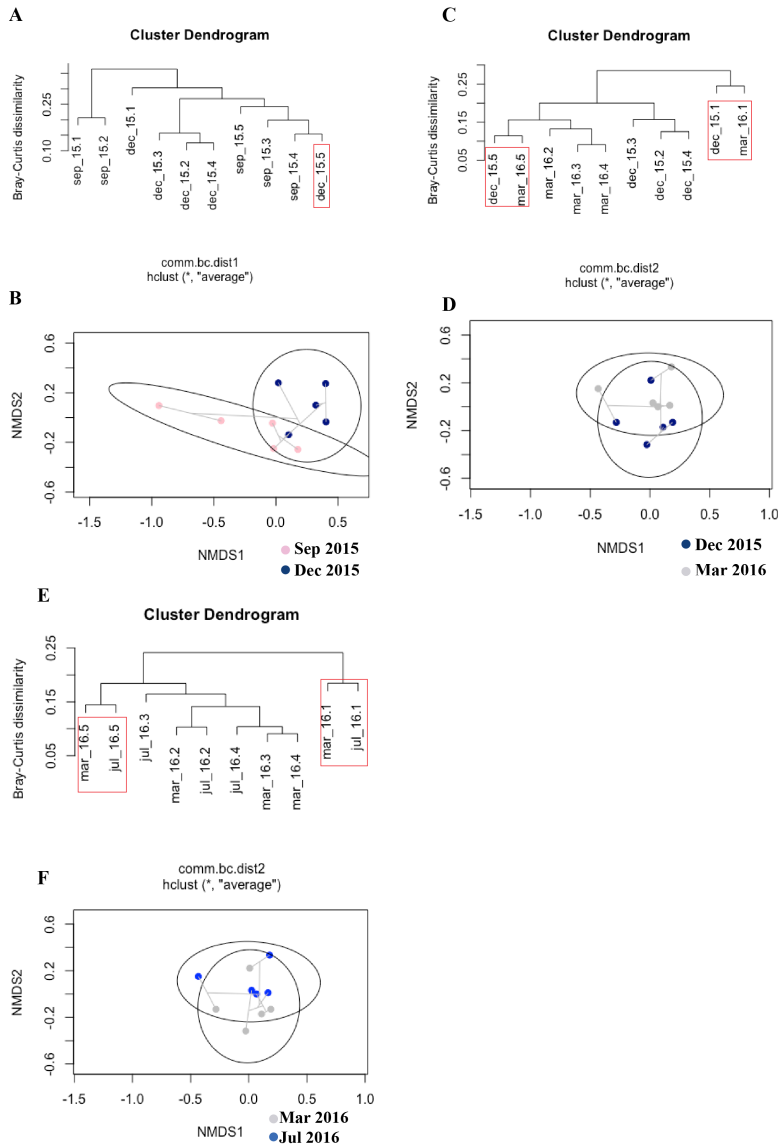 A
Cluster Dendrogram
Bray-Curtis dissimilarity
0.10
0.25
sep_15.1
sep_15.2
dec_15.1
dec_15.3
dec_15.2
dec_15.4
sep_15.5
sep_15.3
sep_15.4
dec_15.5
comm.bc.dist1
hclust (*, "average")
B
NMDS2
0.6
0.2
-0.2
-0.6
-1.5
-1.0
-0.5
0.0
0.5
NMDS1
Sep 2015
Dec 2015
C
Cluster Dendrogram
Bray-Curtis dissimilarity
0.05
0.15
0.25
dec_15.5
mar_16.5
mar_16.2
mar_16.3
mar_16.4
dec_15.3
dec_15.2
dec_15.4
dec_15.1
mar_16.1
comm.bc.dist2
hclust (*, "average")
D
NMDS2
0.6
0.2
-0.2
-0.6
-1.5
-1.0
-0.5
0.0
0.5
1.0
NMDS1
Dec 2015
Mar 2016
E
Cluster Dendrogram
Bray-Curtis dissimilarity
0.05
0.15
0.25
mar_16.5
jul_16.5
jul_16.3
mar_16.2
jul_16.2
jul_16.4
mar_16.3
mar_16.4
mar_16.1
jul_16.1
comm.bc.dist2
hclust (*, "average")
F
NMDS2
0.6
0.2
-0.2
-0.6
-1.5
-1.0
-0.5
0.0
0.5
1.0
NMDS1
Mar 2016
Jul 2016